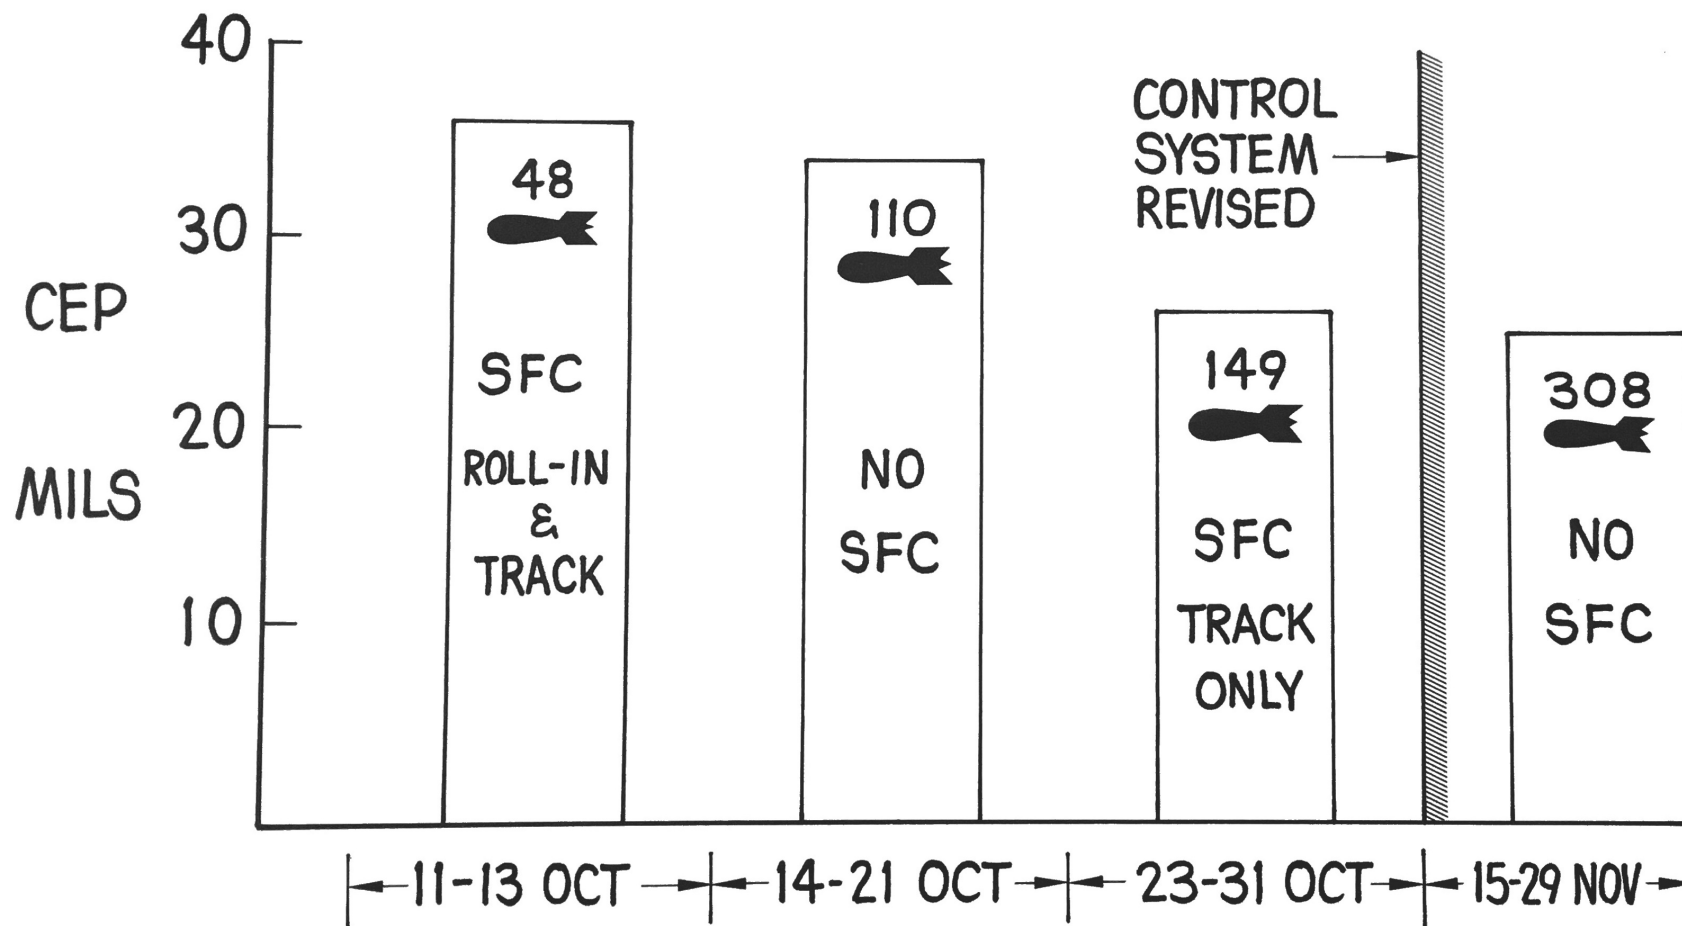 40
30
20
10
CEP
MILS
48
SFC
ROLL-IN
&
TRACK
110
NO
SFC
149
SFC
TRACK
ONLY
CONTROL
SYSTEM
REVISED
308
NO
SFC
11-13 OCT
14-21 OCT
23-31 OCT
15-29 NOV